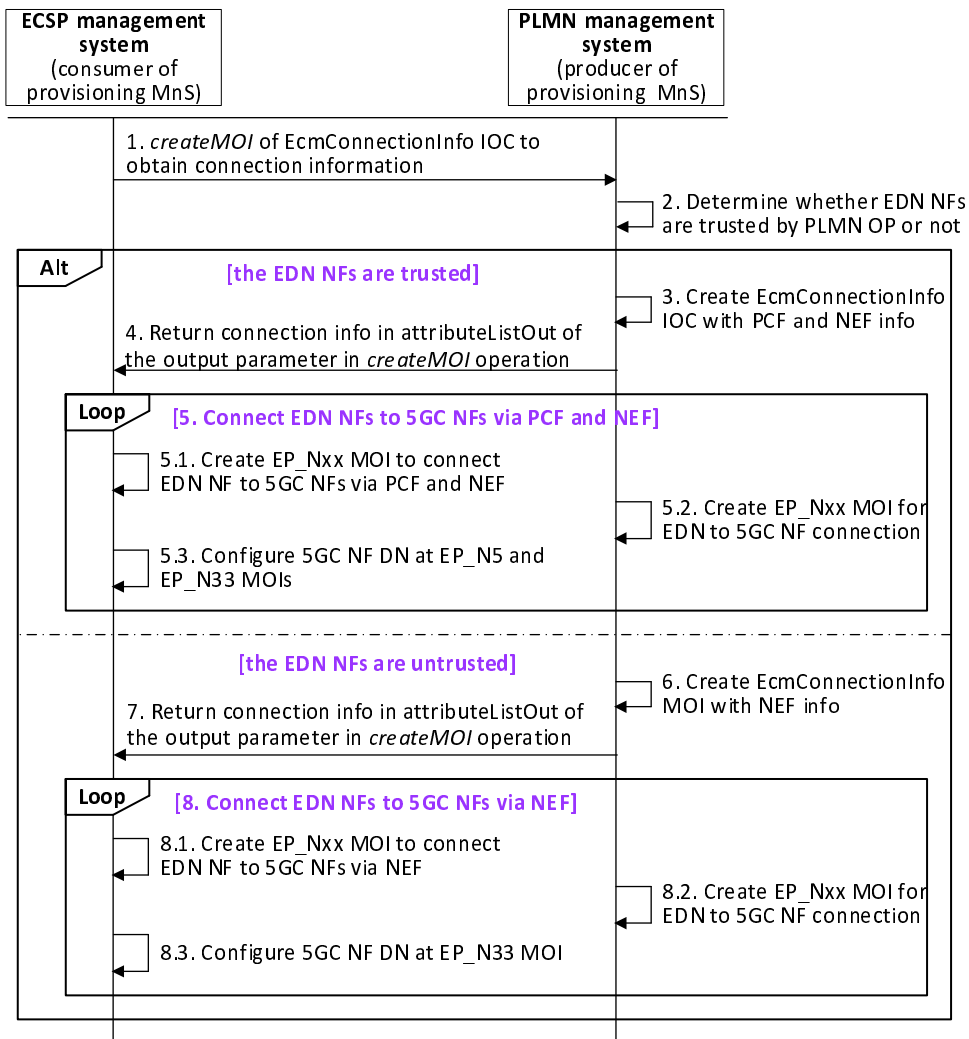 ECSP management
system
(consumer of
provisioning MnS)
PLMN management
system
(producer of
provisioning MnS)
1. createMOI of EcmConnectionInfo IOC to
obtain connection information
2. Determine whether EDN NFs
are trusted by PLMN OP or not
Alt
[the EDN NFs are trusted]
3. Create EcmConnectionInfo
IOC with PCF and NEF info
4. Return connection info in attributeListOut of
the output parameter in createMOI operation
Loop
[5. Connect EDN NFs to 5GC NFs via PCF and NEF]
5.1. Create EP_Nxx MOI to connect
EDN NF to 5GC NFs via PCF and NEF
5.2. Create EP_Nxx MOI for
EDN to 5GC NF connection
5.3. Configure 5GC NF DN at EP_N5 and
EP_N33 MOIs
[the EDN NFs are untrusted]
6. Create EcmConnectionInfo
MOI with NEF info
7. Return connection info in attributeListOut of
the output parameter in createMOI operation
Loop
[8. Connect EDN NFs to 5GC NFs via NEF]
8.1. Create EP_Nxx MOI to connect
EDN NF to 5GC NFs via NEF
8.2. Create EP_Nxx MOI for
EDN to 5GC NF connection
8.3. Configure 5GC NF DN at EP_N33 MOI